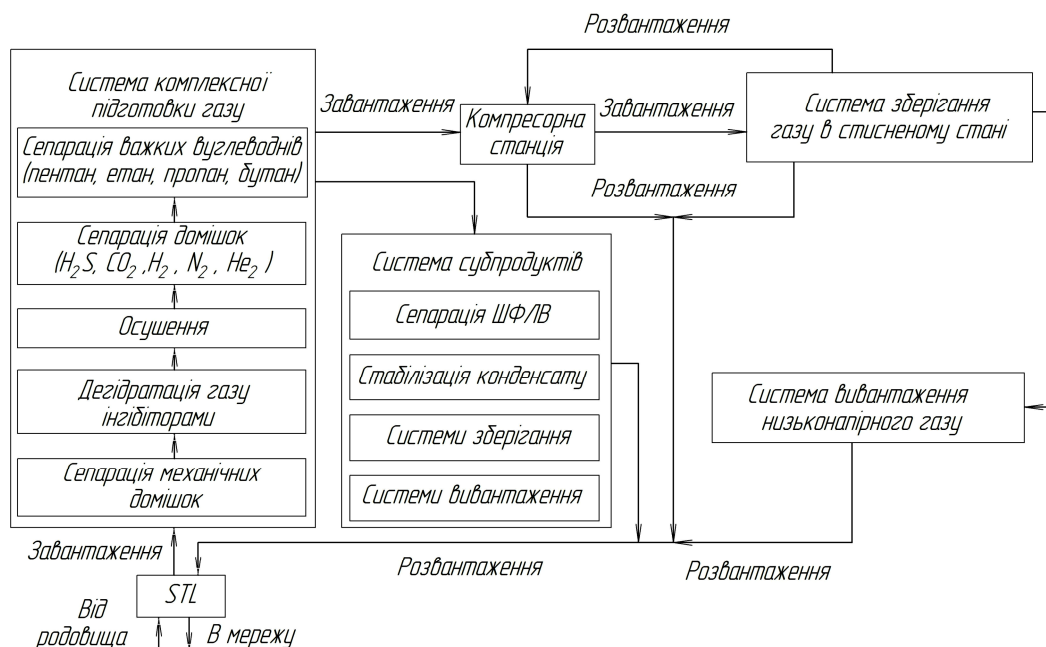 Розвантаження
Система комплексної
підготовки газу
Завантаження
Компресорна
станція
Завантаження
Система зберігання
газу в стисненому стані
Сепарація важких вуглеводнів
(пентан, етан, пропан, бутан)
Розвантаження
Сепарація домішок
(H₂S, CO₂ ,H₂ , N₂ , He₂ )
Система субпродуктів
Сепарація ШФЛВ
Осушення
Стабілізація конденсату
Дегідратація газу
інгібіторами
Система вивантаження
низьконапірного газу
Системи зберігання
Сепарація механічних
домішок
Системи вивантаження
Завантаження
Розвантаження
Розвантаження
STL
Від
родовища
В мережу